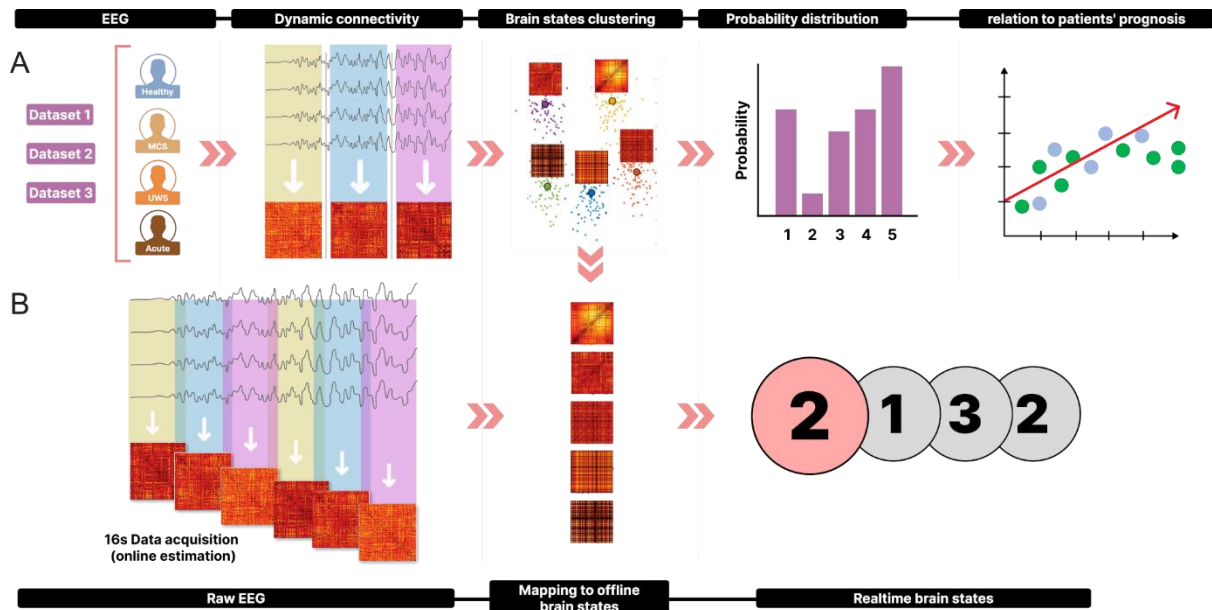 EEG
Dynamic connectivity
Brain states clustering
Probability distribution
relation to patients' prognosis
A
Dataset 1
Dataset 2
Dataset 3
Healthy
MCS
UWS
Acute
Probability
1 2 3 4 5
B
16s Data acquisition
(online estimation)
2 1 3 2
Raw EEG
Mapping to offline
brain states
Realtime brain states